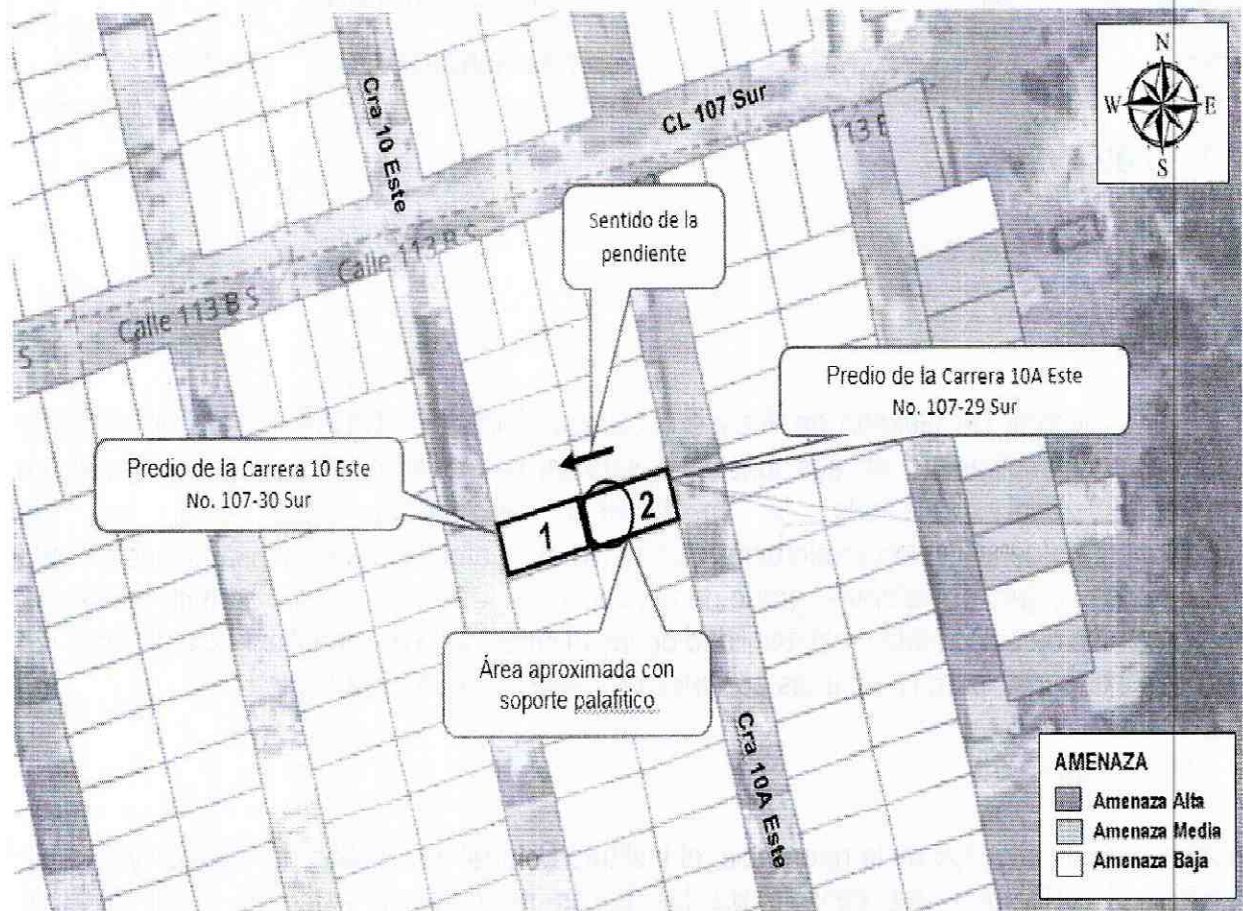 N
W E
S
Cra 10 Este
CL 107 Sur
113 B
Calle 113 B S
Calle 113 B S
S
Sentido de la
pendiente
Predio de la Carrera 10A Este
No. 107-29 Sur
Predio de la Carrera 10 Este
No. 107-30 Sur
1
2
Área aproximada con
soporte palafitico
Cra 10A Este
AMENAZA
Amenaza Alta
Amenaza Media
Amenaza Baja